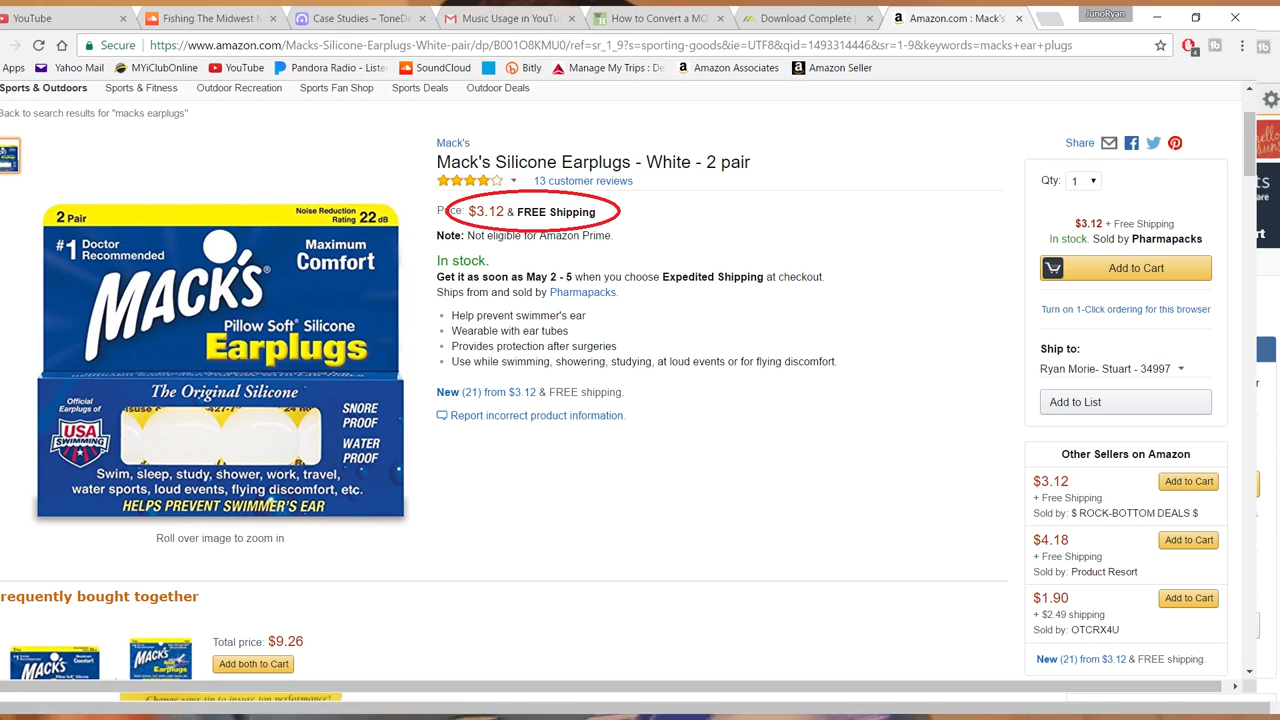 YouTube
Fishing The Midwest M
Case Studies – ToneDe
Music Usage in YouTu
How to Convert a MO
Download Complete |
Amazon.com : Mack's
JunoRyan
Secure
https://www.amazon.com/Macks-Silicone-Earplugs-White-pair/dp/B001O8KMU0/ref=sr_1_9?s=sporting-goods&ie=UTF8&qid=1493314446&sr=1-9&keywords=macks+ear+plugs
Apps
Yahoo Mail
MYiClubOnline
YouTube
Pandora Radio - Listen
SoundCloud
Bitly
Manage My Trips : De
Amazon Associates
Amazon Seller
Sports & Outdoors
Sports & Fitness
Outdoor Recreation
Sports Fan Shop
Sports Deals
Outdoor Deals
Back to search results for "macks earplugs"
2 Pair
Noise Reduction
Rating 22 dB
#1 Doctor
Recommended
Maximum
Comfort
MACK'S®
Pillow Soft® Silicone
Earplugs
The Original Silicone
Official
Earplugs of
USA
SWIMMING
SNORE
PROOF
WATER
PROOF
Swim, sleep, study, shower, work, travel,
water sports, loud events, flying discomfort, etc.
HELPS PREVENT SWIMMER'S EAR
Roll over image to zoom in
Mack's
Mack's Silicone Earplugs - White - 2 pair
13 customer reviews
Price: $3.12 & FREE Shipping
Note: Not eligible for Amazon Prime.
In stock.
Get it as soon as May 2 - 5 when you choose Expedited Shipping at checkout.
Ships from and sold by Pharmapacks.
Help prevent swimmer's ear
Wearable with ear tubes
Provides protection after surgeries
Use while swimming, showering, studying, at loud events or for flying discomfort.
New (21) from $3.12 & FREE shipping.
Report incorrect product information.
Share
Qty: 1
$3.12 + Free Shipping
In stock. Sold by Pharmapacks
Add to Cart
Turn on 1-Click ordering for this browser
Ship to:
Ryan Morie- Stuart - 34997
Add to List
Other Sellers on Amazon
$3.12
Add to Cart
+ Free Shipping
Sold by: $ ROCK-BOTTOM DEALS $
$4.18
Add to Cart
+ Free Shipping
Sold by: Product Resort
$1.90
Add to Cart
+ $2.49 shipping
Sold by: OTCRX4U
New (21) from $3.12 & FREE shipping.
requently bought together
Total price: $9.26
Add both to Cart
Change your tip to insure top performance!